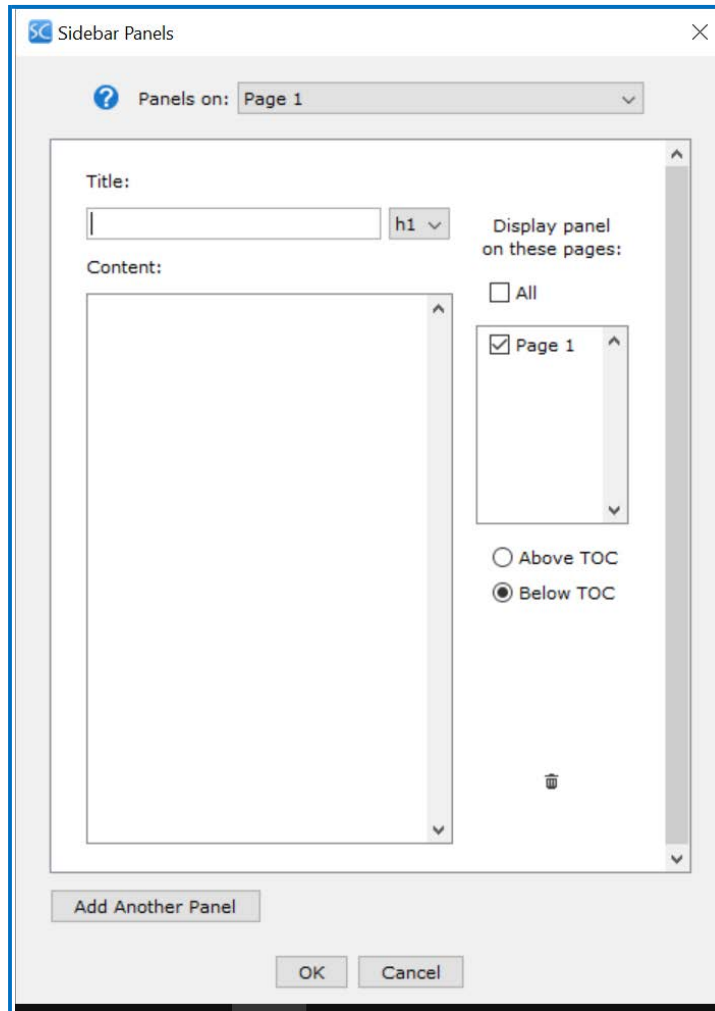 SC Sidebar Panels
? Panels on: Page 1
Title:
h1
Display panel
on these pages:
Content:
All
Page 1
Above TOC
Below TOC
Add Another Panel
OK Cancel